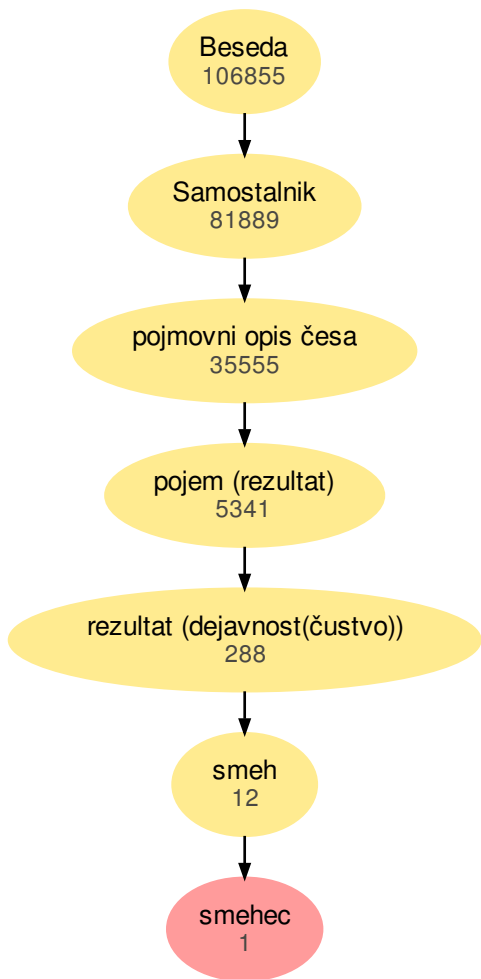 Beseda
106855
Samostalnik
81889
pojmovni opis česa
35555
pojem (rezultat)
5341
rezultat (dejavnost(čustvo))
288
smeh
12
smehec
1